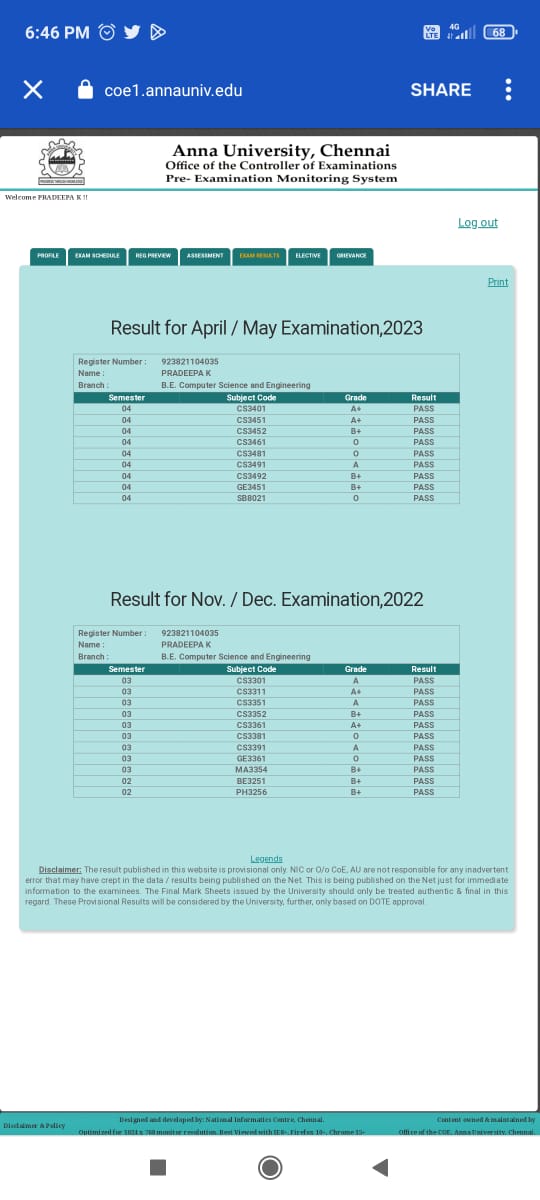 6:46 PM
Vo LTE 4G 68
coe1.annauniv.edu SHARE
Anna University, Chennai
Office of the Controller of Examinations
Pre- Examination Monitoring System
PROGRESS THROUGH KNOWLEDGE
Welcome PRADEEPA K !!
Log out
PROFILE EXAM SCHEDULE REG.PREVIEW ASSESSMENT EXAM RESULTS ELECTIVE GRIEVANCE
Print
Result for April / May Examination,2023
Register Number : 923821104035
Name : PRADEEPA K
Branch : B.E. Computer Science and Engineering
Semester Subject Code Grade Result
04 CS3401 A+ PASS
04 CS3451 A+ PASS
04 CS3452 B+ PASS
04 CS3461 O PASS
04 CS3481 O PASS
04 CS3491 A PASS
04 CS3492 B+ PASS
04 GE3451 B+ PASS
04 SB8021 O PASS
Result for Nov. / Dec. Examination,2022
Register Number : 923821104035
Name : PRADEEPA K
Branch : B.E. Computer Science and Engineering
Semester Subject Code Grade Result
03 CS3301 A PASS
03 CS3311 A+ PASS
03 CS3351 A PASS
03 CS3352 B+ PASS
03 CS3361 A+ PASS
03 CS3381 O PASS
03 CS3391 A PASS
03 GE3361 O PASS
03 MA3354 B+ PASS
02 BE3251 B+ PASS
02 PH3256 B+ PASS
Legends
Disclaimer: The result published in this website is provisional only. NIC or O/o CoE, AU are not responsible for any inadvertent
error that may have crept in the data / results being published on the Net. This is being published on the Net just for immediate
information to the examinees. The Final Mark Sheets issued by the University should only be treated authentic & final in this
regard. These Provisional Results will be considered by the University, further, only based on DOTE approval.
Designed and developed by: National Informatics Centre, Chennai. Content owned & maintained by
Disclaimer & Policy
Optimized for 1024 x 768 monitor resolution. Best Viewed with IE8+, Firefox 10+, Chrome 15+ Office of the COE, Anna University, Chennai.